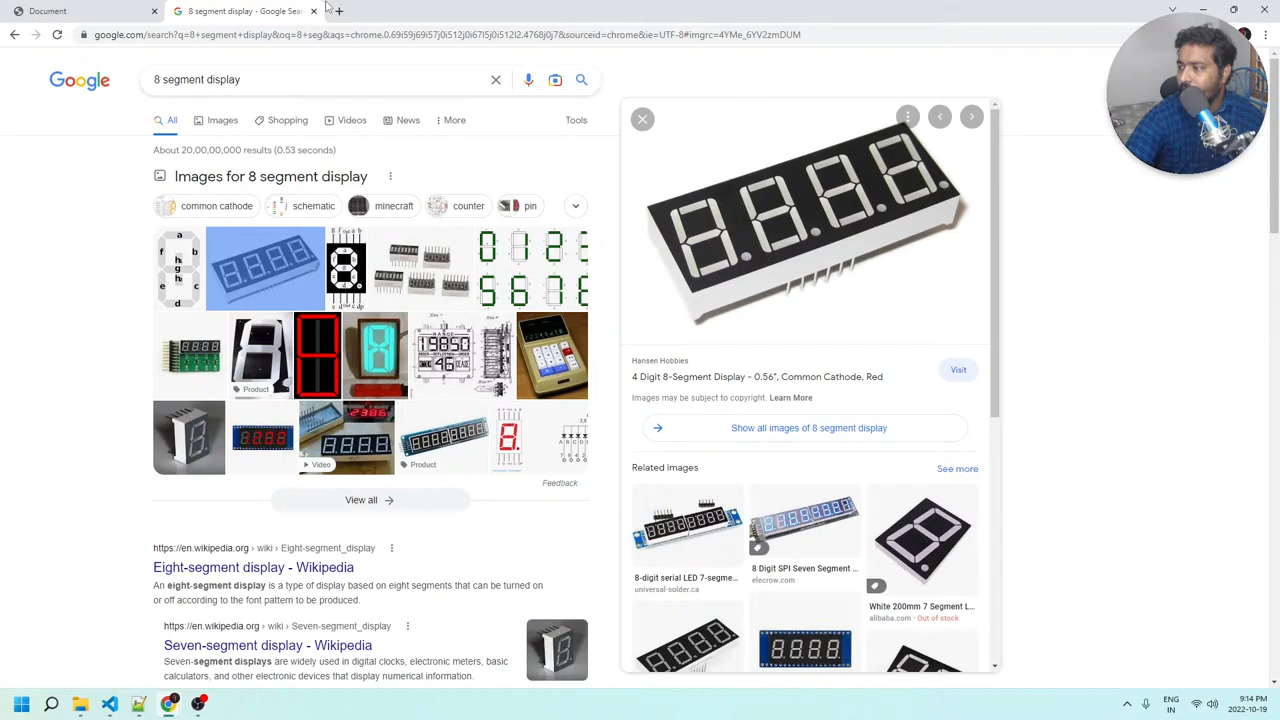 Document
8 segment display - Google Sea
google.com/search?q=8+segment+display&oq=8+seg&aqs=chrome.0.69i59j69i57j0i512j0i67l5j0i512l2.4768j0j7&sourceid=chrome&ie=UTF-8#imgrc=4YMe_6YV2zmDUM
Google
8 segment display
All
Images
Shopping
Videos
News
More
Tools
About 20,00,00,000 results (0.53 seconds)
Images for 8 segment display
common cathode
schematic
minecraft
counter
pin
Product
Video
Product
Feedback
View all
https://en.wikipedia.org › wiki › Eight-segment_display
Eight-segment display - Wikipedia
An eight-segment display is a type of display based on eight segments that can be turned on
or off according to the font pattern to be produced.
https://en.wikipedia.org › wiki › Seven-segment_display
Seven-segment display - Wikipedia
Seven-segment displays are widely used in digital clocks, electronic meters, basic
calculators, and other electronic devices that display numerical information.
Hansen Hobbies
4 Digit 8-Segment Display - 0.56", Common Cathode, Red
Visit
Images may be subject to copyright. Learn More
Show all images of 8 segment display
Related images
See more
8-digit serial LED 7-segme...
universal-solder.ca
8 Digit SPI Seven Segment ...
elecrow.com
White 200mm 7 Segment L...
alibaba.com · Out of stock
ENG
IN
9:14 PM
2022-10-19